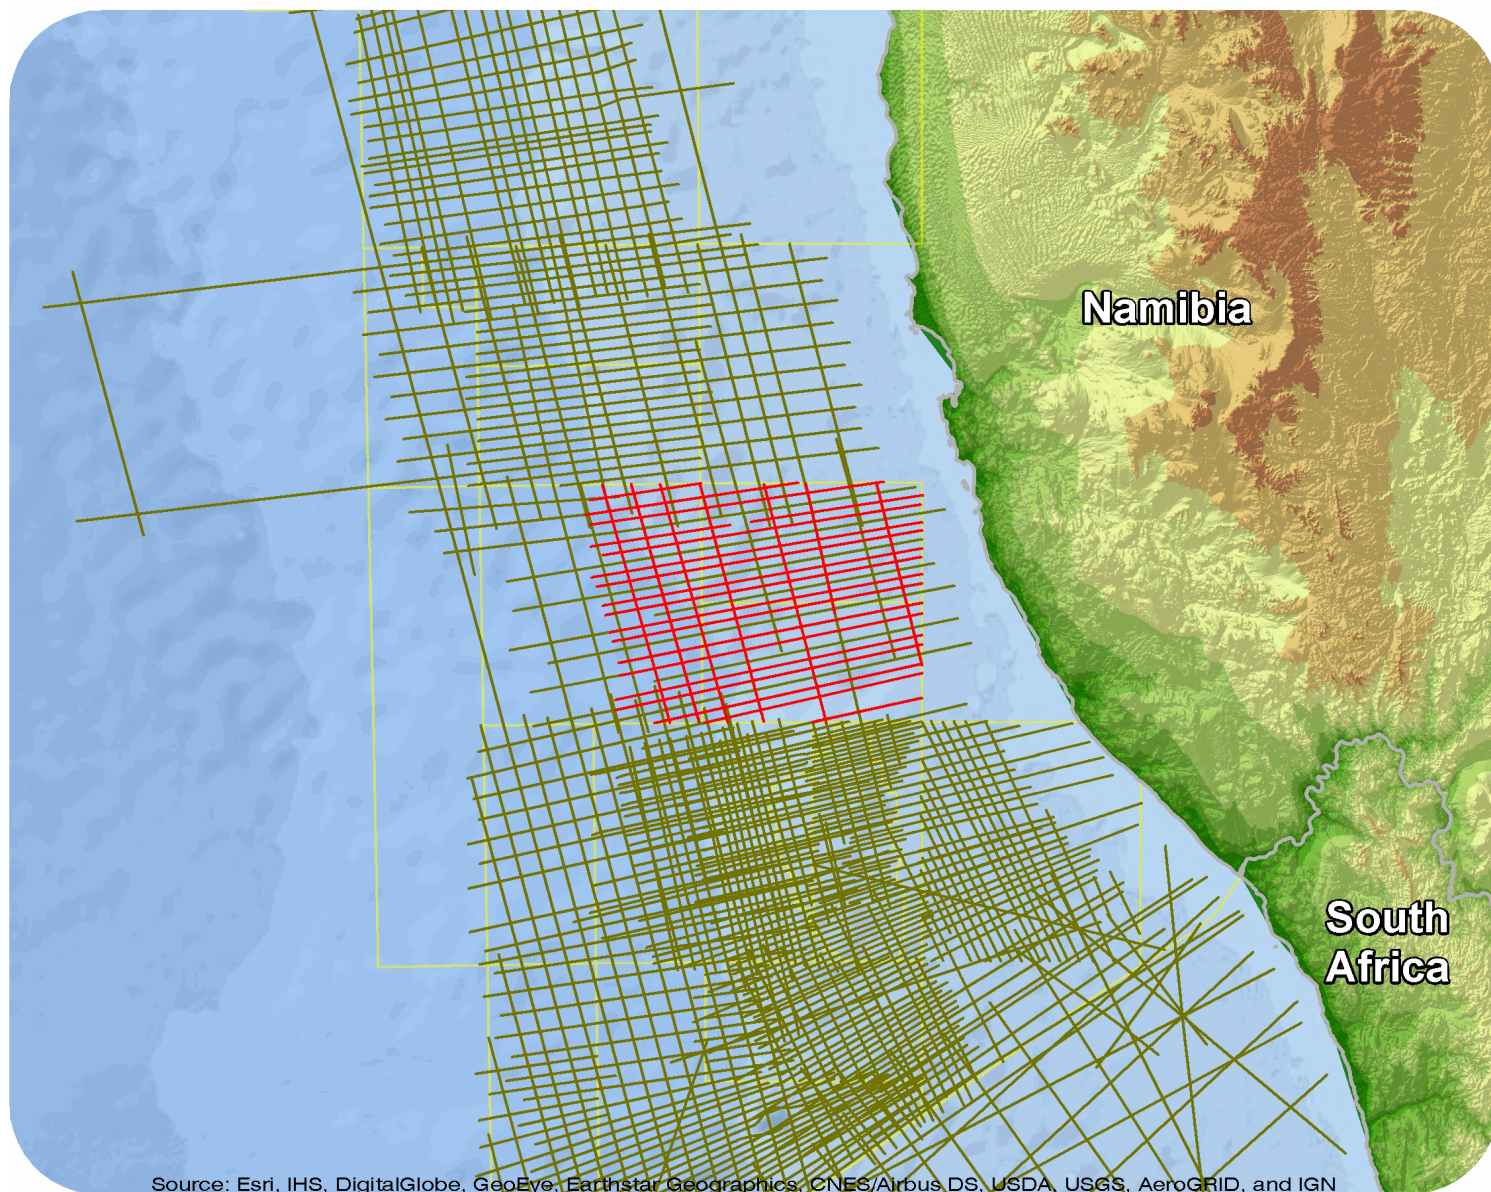 Namibia
South
Africa
Source: Esri, IHS, DigitalGlobe, GeoEye, Earthstar Geographics, CNES/Airbus DS, USDA, USGS, AeroGRID, and IGN